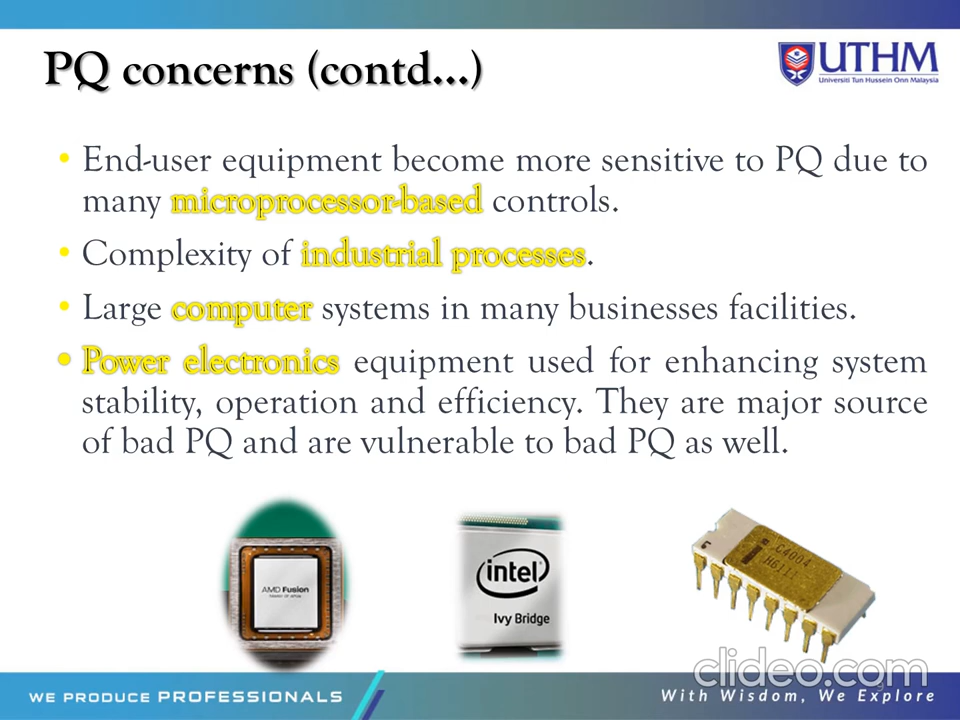 PQ concerns (contd...)
UTHM
Universiti Tun Hussein Onn Malaysia
• End-user equipment become more sensitive to PQ due to
many microprocessor-based controls.
• Complexity of industrial processes.
• Large computer systems in many businesses facilities.
• Power electronics equipment used for enhancing system
stability, operation and efficiency. They are major source
of bad PQ and are vulnerable to bad PQ as well.
AMD Fusion
intel
Ivy Bridge
C4004
clideo.com
WE PRODUCE PROFESSIONALS
With Wisdom, We Explore